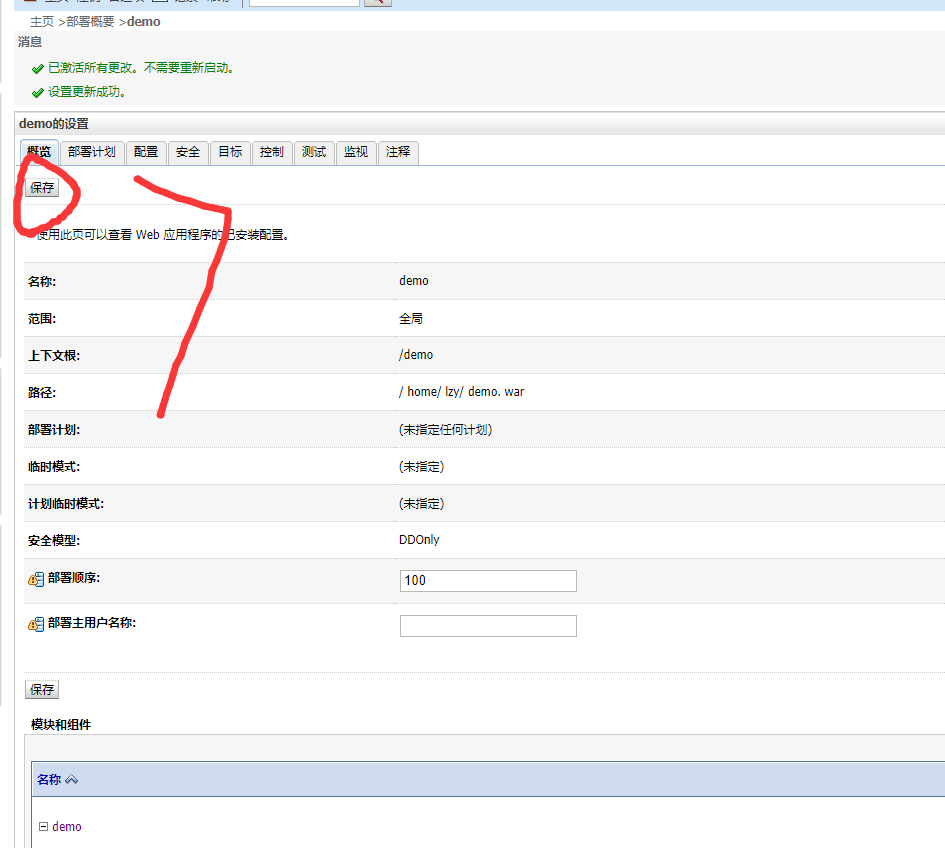 主页 >部署概要 >demo
消息
已激活所有更改。不需要重新启动。
设置更新成功。
demo的设置
概览 部署计划 配置 安全 目标 控制 测试 监视 注释
保存
使用此页可以查看 Web 应用程序的已安装配置。
名称: demo
范围: 全局
上下文根: /demo
路径: / home/ lzy/ demo. war
部署计划: (未指定任何计划)
临时模式: (未指定)
计划临时模式: (未指定)
安全模型: DDOnly
部署顺序: 100
部署主用户名称:
保存
模块和组件
名称
demo